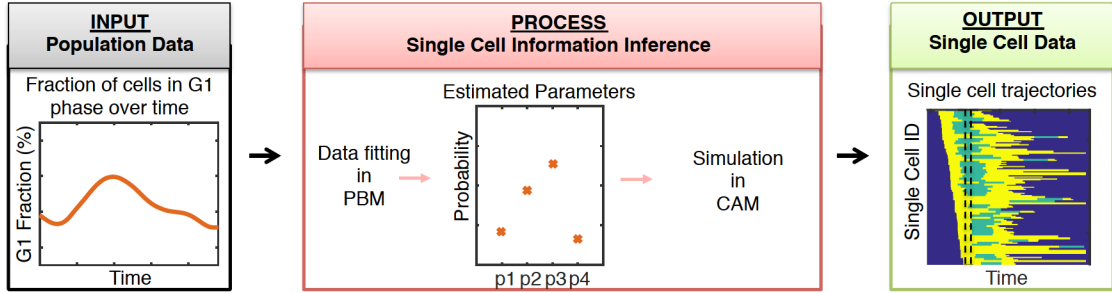 INPUT
Population Data
Fraction of cells in G1
phase over time
G1 Fraction (%)
Time
PROCESS
Single Cell Information Inference
Data fitting
in
PBM
Estimated Parameters
Probability
p1 p2 p3 p4
Simulation
in
CAM
OUTPUT
Single Cell Data
Single cell trajectories
Single Cell ID
Time